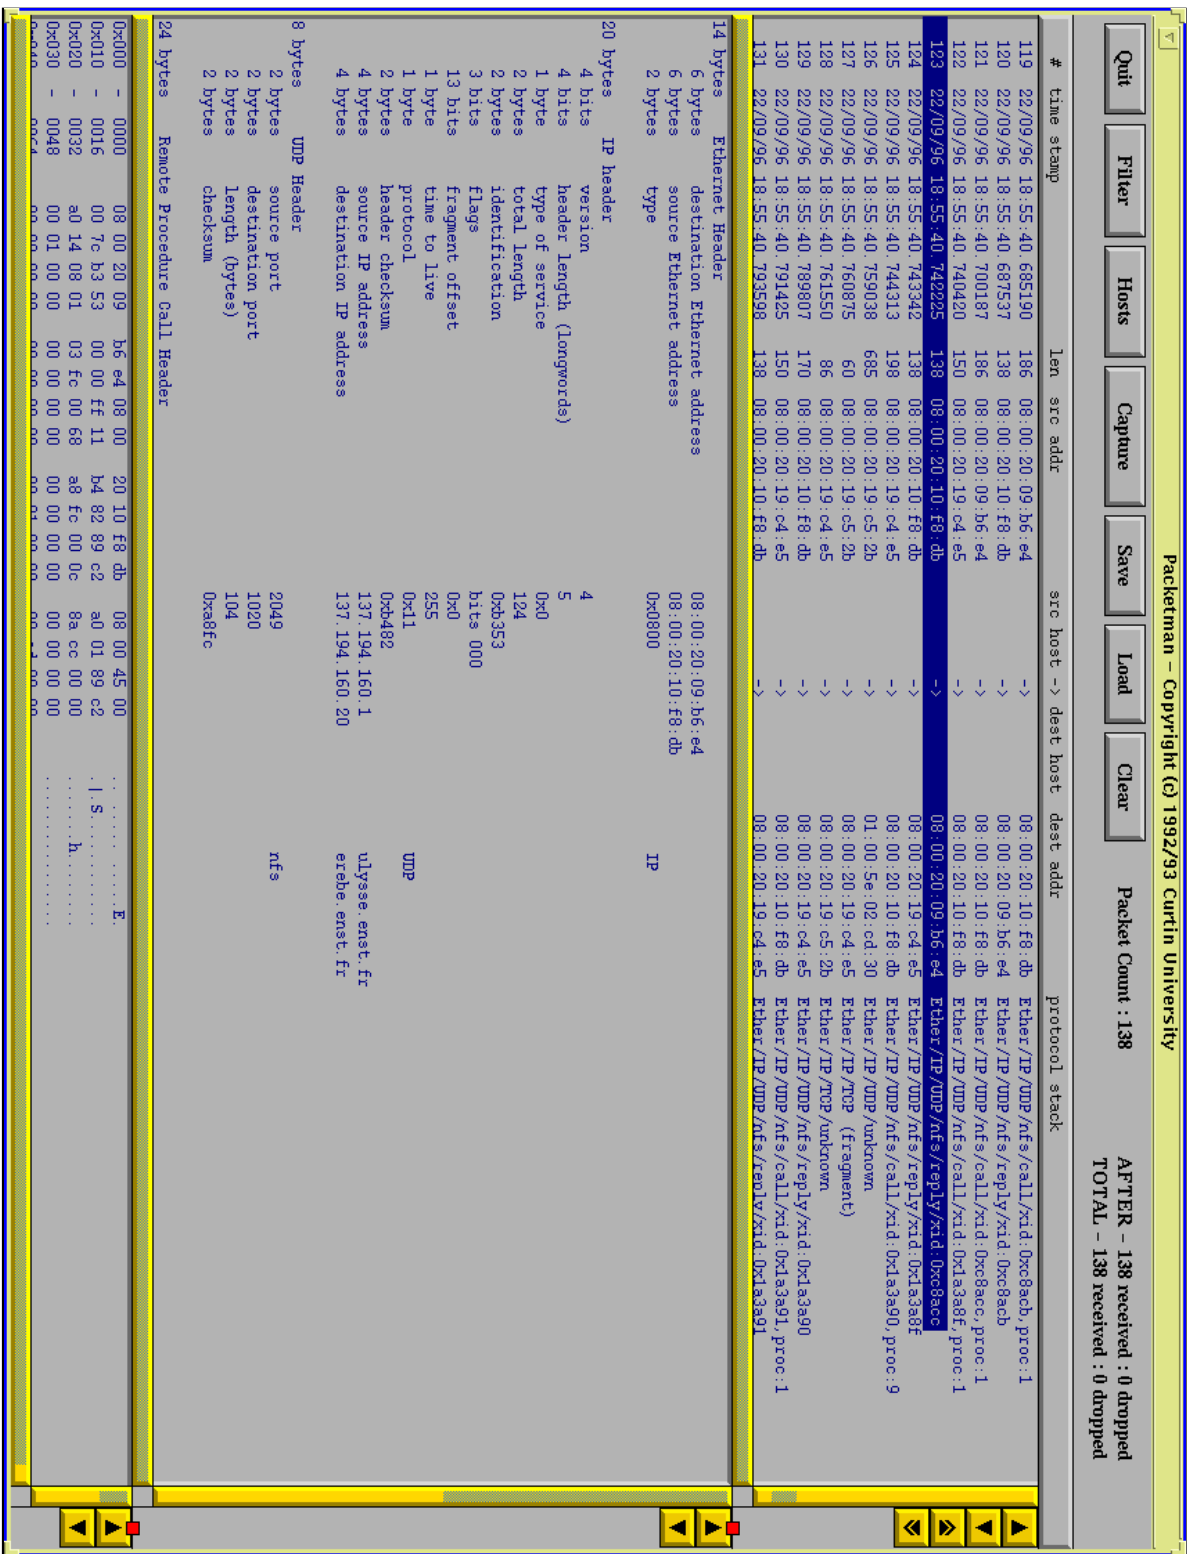 Packetman – Copyright (c) 1992/93 Curtin University
Quit Filter Hosts Capture Save Load Clear Packet Count : 138
AFTER – 138 received : 0 dropped
TOTAL – 138 received : 0 dropped
# time stamp len src addr src host -> dest host dest addr protocol stack
119 22/09/96 18:55:40.685190 186 08:00:20:09:b6:e4 -> 08:00:20:10:f8:db Ether/IP/UDP/nfs/call/xid:0xc8acb,proc:1
120 22/09/96 18:55:40.687537 138 08:00:20:10:f8:db -> 08:00:20:09:b6:e4 Ether/IP/UDP/nfs/reply/xid:0xc8acb
121 22/09/96 18:55:40.700187 186 08:00:20:09:b6:e4 -> 08:00:20:10:f8:db Ether/IP/UDP/nfs/call/xid:0xc8acc,proc:1
122 22/09/96 18:55:40.740420 150 08:00:20:19:c4:e5 -> 08:00:20:10:f8:db Ether/IP/UDP/nfs/call/xid:0x1a3a8f,proc:1
123 22/09/96 18:55:40.742225 138 08:00:20:10:f8:db -> 08:00:20:09:b6:e4 Ether/IP/UDP/nfs/reply/xid:0xc8acc
124 22/09/96 18:55:40.743342 138 08:00:20:10:f8:db -> 08:00:20:19:c4:e5 Ether/IP/UDP/nfs/reply/xid:0x1a3a8f
125 22/09/96 18:55:40.744313 198 08:00:20:19:c4:e5 -> 08:00:20:10:f8:db Ether/IP/UDP/nfs/call/xid:0x1a3a90,proc:9
126 22/09/96 18:55:40.759038 685 08:00:20:19:c5:2b -> 01:00:5e:02:cd:30 Ether/IP/UDP/unknown
127 22/09/96 18:55:40.760875 60 08:00:20:19:c5:2b -> 08:00:20:19:c4:e5 Ether/IP/TCP (fragment)
128 22/09/96 18:55:40.761550 86 08:00:20:19:c4:e5 -> 08:00:20:19:c5:2b Ether/IP/TCP/unknown
129 22/09/96 18:55:40.789807 170 08:00:20:10:f8:db -> 08:00:20:19:c4:e5 Ether/IP/UDP/nfs/reply/xid:0x1a3a90
130 22/09/96 18:55:40.791425 150 08:00:20:19:c4:e5 -> 08:00:20:10:f8:db Ether/IP/UDP/nfs/call/xid:0x1a3a91,proc:1
131 22/09/96 18:55:40.793598 138 08:00:20:10:f8:db -> 08:00:20:19:c4:e5 Ether/IP/UDP/nfs/reply/xid:0x1a3a91
14 bytes Ethernet Header
6 bytes destination Ethernet address 08:00:20:09:b6:e4
6 bytes source Ethernet address 08:00:20:10:f8:db
2 bytes type 0x0800 IP
20 bytes IP header
4 bits version 4
4 bits header length (longwords) 5
1 byte type of service 0x0
2 bytes total length 124
2 bytes identification 0xb353
3 bits flags bits 000
13 bits fragment offset 0x0
1 byte time to live 255
1 byte protocol 0x11 UDP
2 bytes header checksum 0xb482
4 bytes source IP address 137.194.160.1 ulysse.enst.fr
4 bytes destination IP address 137.194.160.20 erebe.enst.fr
8 bytes UDP Header
2 bytes source port 2049 nfs
2 bytes destination port 1020
2 bytes length (bytes) 104
2 bytes checksum 0xa8fc
24 bytes Remote Procedure Call Header
0x000 - 0000 08 00 20 09 b6 e4 08 00 20 10 f8 db 08 00 45 00 .. ..... ......E.
0x010 - 0016 00 7c b3 53 00 00 ff 11 b4 82 89 c2 a0 01 89 c2 .|.S............
0x020 - 0032 a0 14 08 01 03 fc 00 68 a8 fc 00 0c 8a cc 00 00 .......h........
0x030 - 0048 00 01 00 00 00 00 00 00 00 00 00 00 00 00 00 00 ................